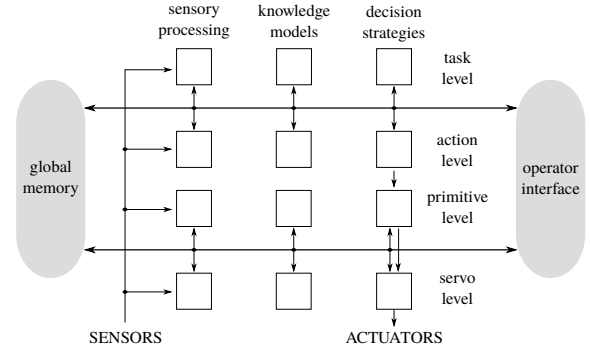 sensory
processing
knowledge
models
decision
strategies
task
level
global
memory
action
level
operator
interface
primitive
level
servo
level
SENSORS
ACTUATORS